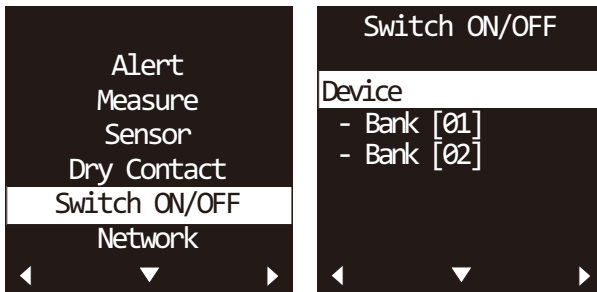 Alert
Measure
Sensor
Dry Contact
Switch ON/OFF
Network
Switch ON/OFF
Device
- Bank [01]
- Bank [02]